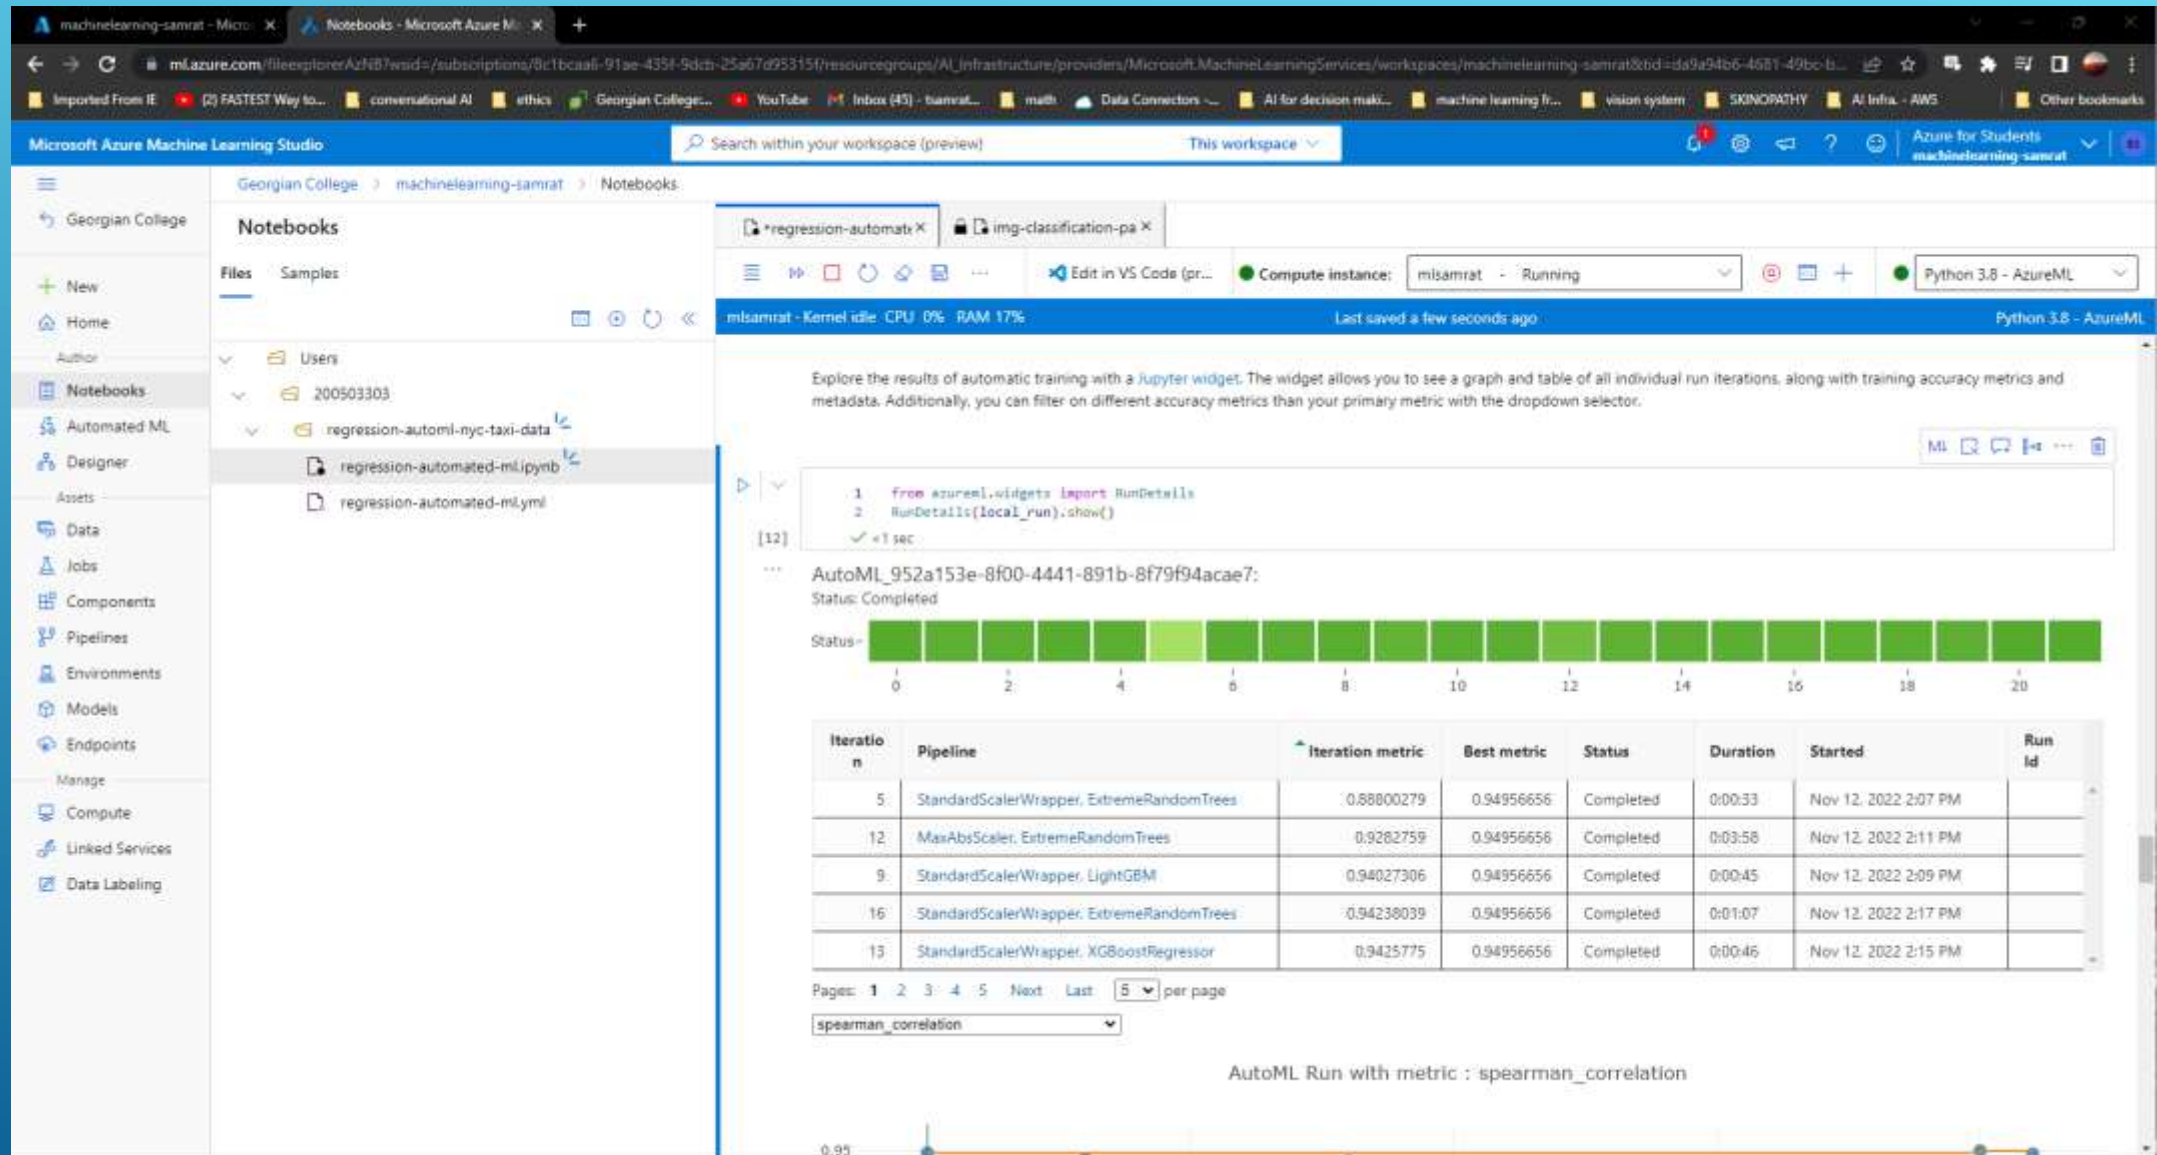 machinelearning-samrat - Micro
Notebooks - Microsoft Azure M
Imported From IE
(2) FASTEST Way to...
conversational AI
ethics
Georgian College...
YouTube
math
Data Connectors -...
AI for decision maki...
machine learning fr...
vision system
SKINOPATHY
AI Infra. - AWS
Other bookmarks
Microsoft Azure Machine Learning Studio
Search within your workspace (preview)
This workspace
1
?
Azure for Students
machinelearning-samrat
Georgian College > machinelearning-samrat > Notebooks
Georgian College
New
Home
Author
Notebooks
Automated ML
Designer
Assets
Data
Jobs
Components
Pipelines
Environments
Models
Endpoints
Manage
Compute
Linked Services
Data Labeling
Notebooks
Files Samples
Users
200503303
regression-automl-nyc-taxi-data
regression-automated-ml.ipynb
regression-automated-ml.yml
*regression-automate
img-classification-pa
Edit in VS Code (pr...
Compute instance:
mlsamrat - Running
Python 3.8 - AzureML
mlsamrat - Kernel idle CPU 0% RAM 17%
Last saved a few seconds ago
Python 3.8 - AzureML
Explore the results of automatic training with a Jupyter widget. The widget allows you to see a graph and table of all individual run iterations, along with training accuracy metrics and
metadata. Additionally, you can filter on different accuracy metrics than your primary metric with the dropdown selector.
1 from azureml.widgets import RunDetails
2 RunDetails(local_run).show()
[12] <1 sec
AutoML_952a153e-8f00-4441-891b-8f79f94acae7:
Status: Completed
Status
0 2 4 6 8 10 12 14 16 18 20
Iteration Pipeline Iteration metric Best metric Status Duration Started Run Id
5 StandardScalerWrapper, ExtremeRandomTrees 0.88800279 0.94956656 Completed 0:00:33 Nov 12, 2022 2:07 PM
12 MaxAbsScaler, ExtremeRandomTrees 0.9282759 0.94956656 Completed 0:03:58 Nov 12, 2022 2:11 PM
9 StandardScalerWrapper, LightGBM 0.94027306 0.94956656 Completed 0:00:45 Nov 12, 2022 2:09 PM
16 StandardScalerWrapper, ExtremeRandomTrees 0.94238039 0.94956656 Completed 0:01:07 Nov 12, 2022 2:17 PM
13 StandardScalerWrapper, XGBoostRegressor 0.9425775 0.94956656 Completed 0:00:46 Nov 12, 2022 2:15 PM
Pages: 1 2 3 4 5 Next Last 5 per page
spearman_correlation
AutoML Run with metric : spearman_correlation
0.95